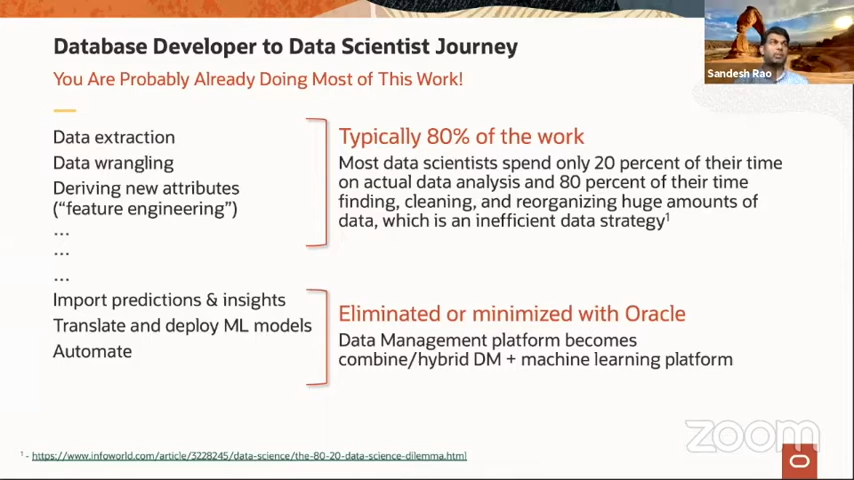 Database Developer to Data Scientist Journey
You Are Probably Already Doing Most of This Work!
Sandesh Rao
Data extraction
Data wrangling
Deriving new attributes
("feature engineering")
...
...
...
Import predictions & insights
Translate and deploy ML models
Automate
Typically 80% of the work
Most data scientists spend only 20 percent of their time
on actual data analysis and 80 percent of their time
finding, cleaning, and reorganizing huge amounts of
data, which is an inefficient data strategy¹
Eliminated or minimized with Oracle
Data Management platform becomes
combine/hybrid DM + machine learning platform
zoom
¹ - https://www.infoworld.com/article/3228245/data-science/the-80-20-data-science-dilemma.html